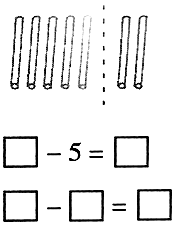 □ - 5 = □
□ - □ = □